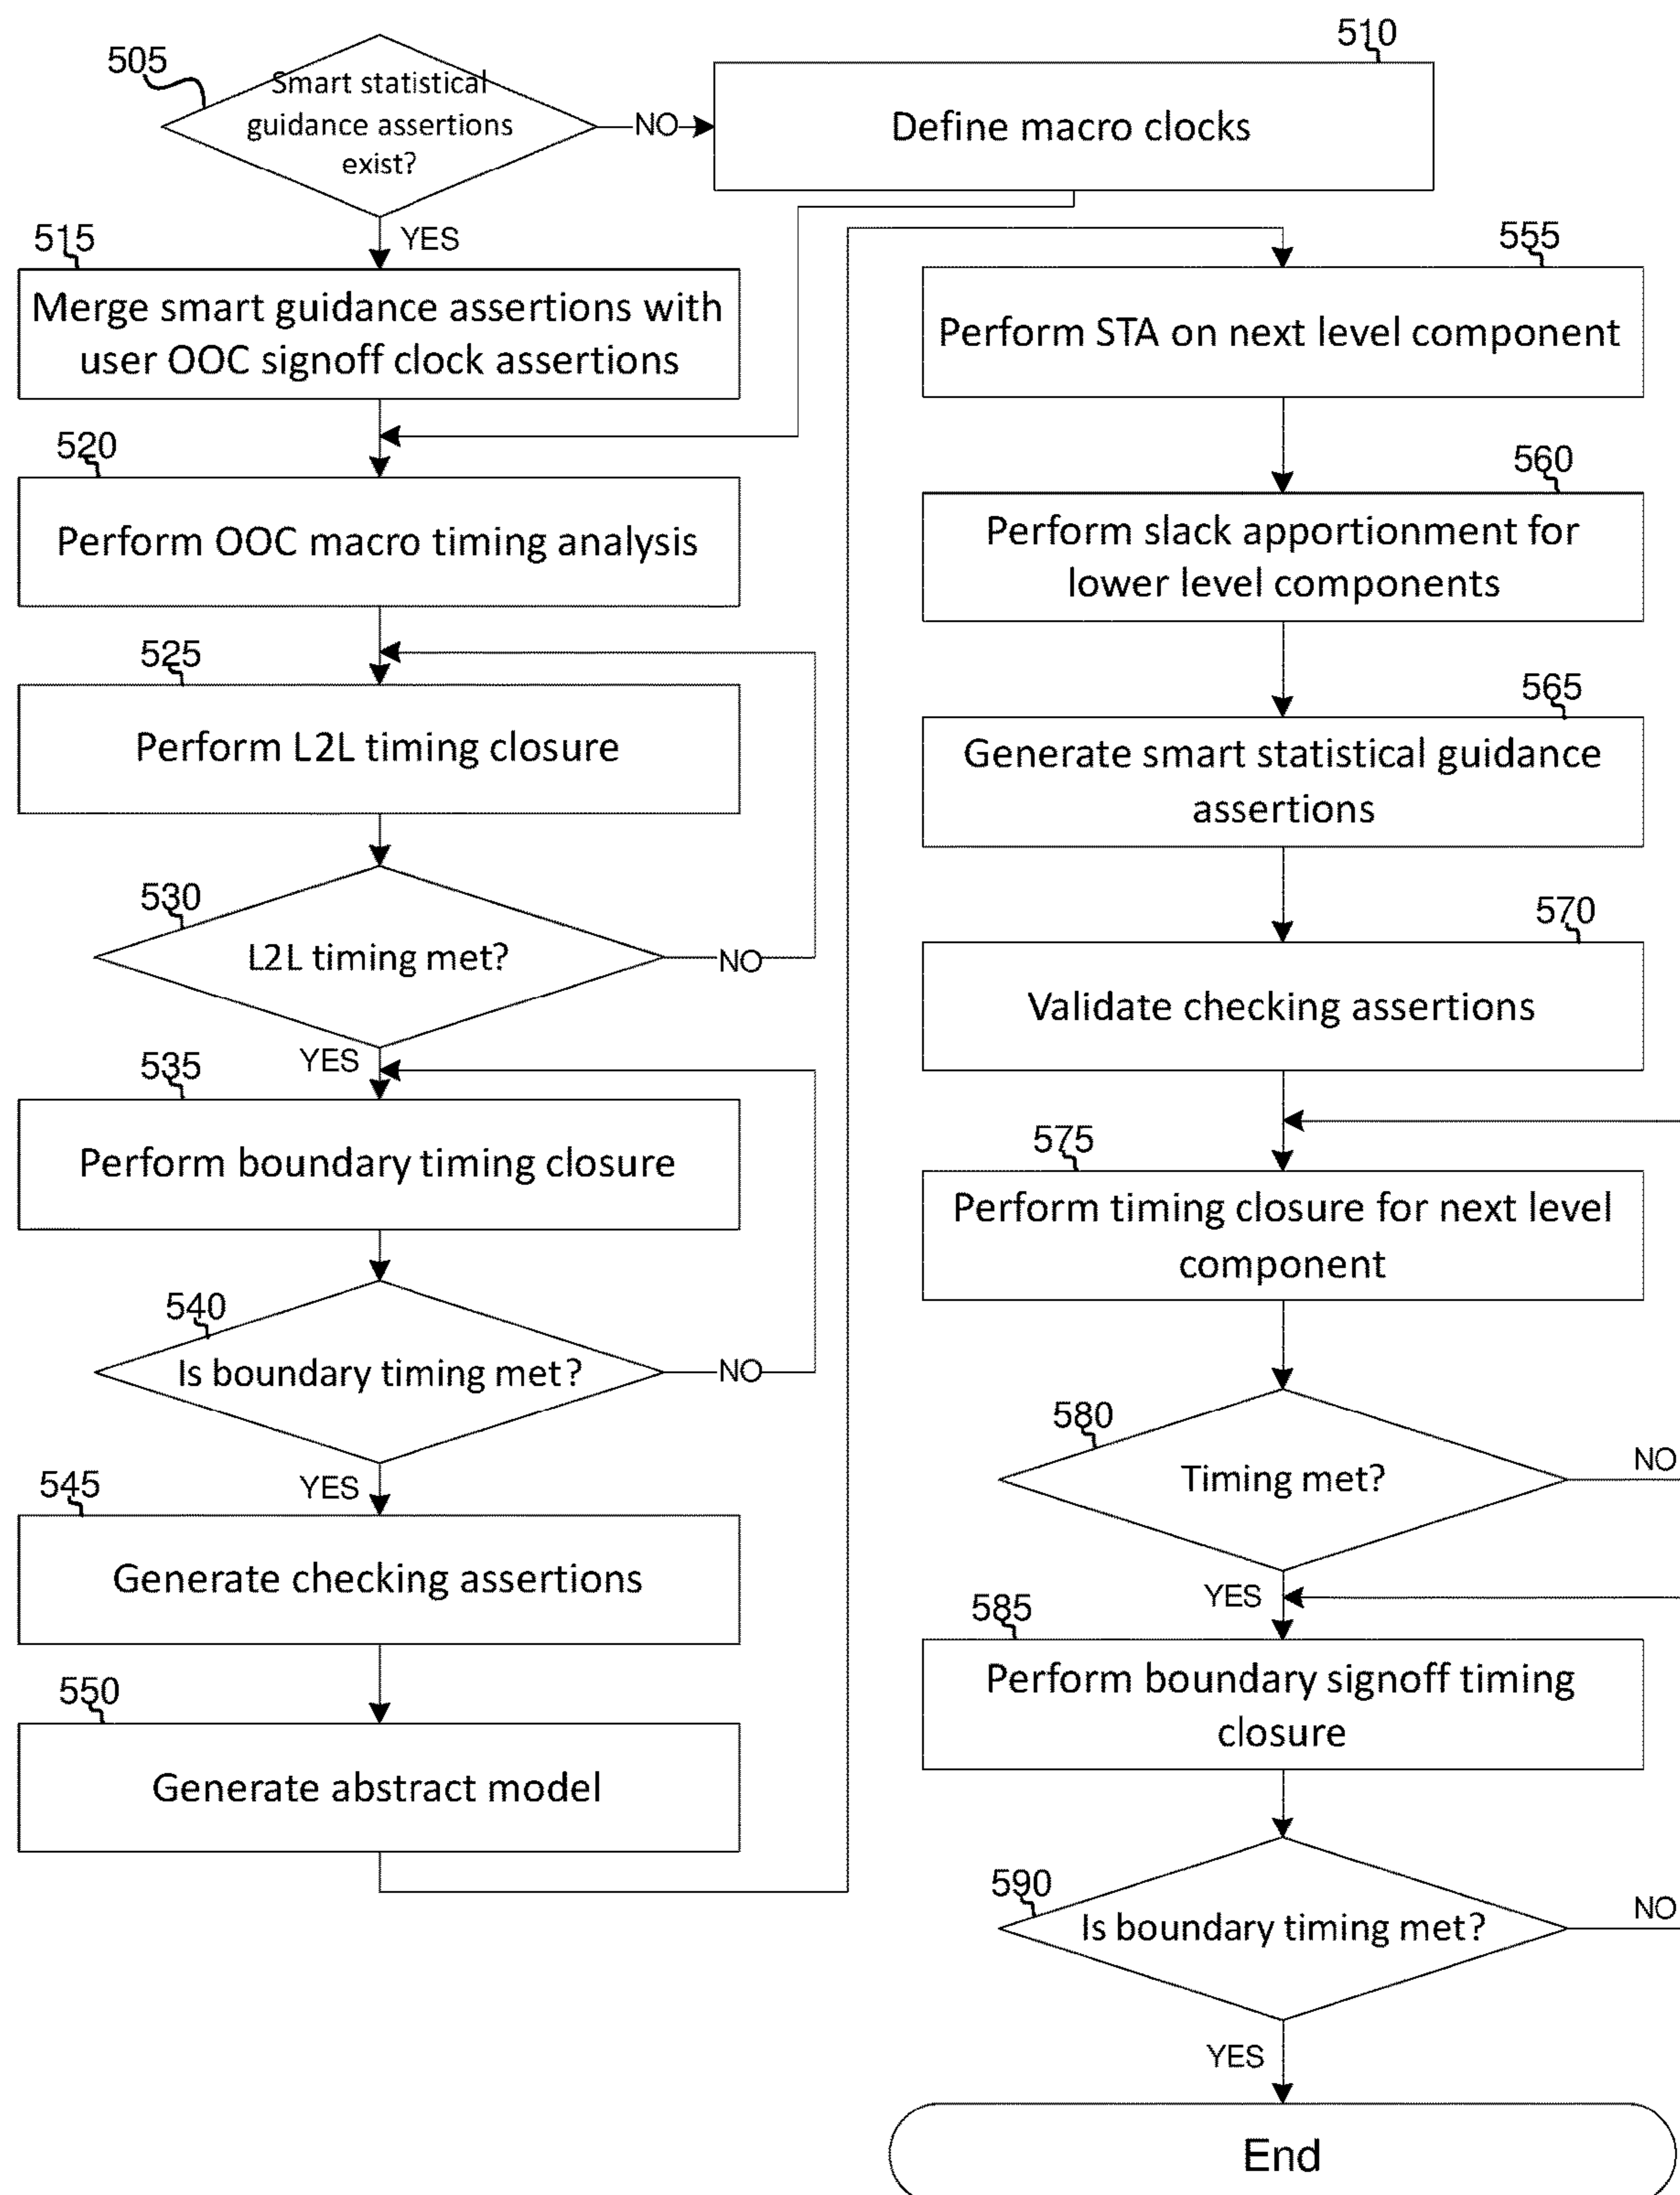 505
Smart statistical
guidance assertions
exist?
NO
510
Define macro clocks
YES
515
Merge smart guidance assertions with
user OOC signoff clock assertions
520
Perform OOC macro timing analysis
525
Perform L2L timing closure
530
L2L timing met?
NO
YES
535
Perform boundary timing closure
540
Is boundary timing met?
NO
YES
545
Generate checking assertions
550
Generate abstract model
555
Perform STA on next level component
560
Perform slack apportionment for
lower level components
565
Generate smart statistical guidance
assertions
570
Validate checking assertions
575
Perform timing closure for next level
component
580
Timing met?
NO
YES
585
Perform boundary signoff timing
closure
590
Is boundary timing met?
NO
YES
End